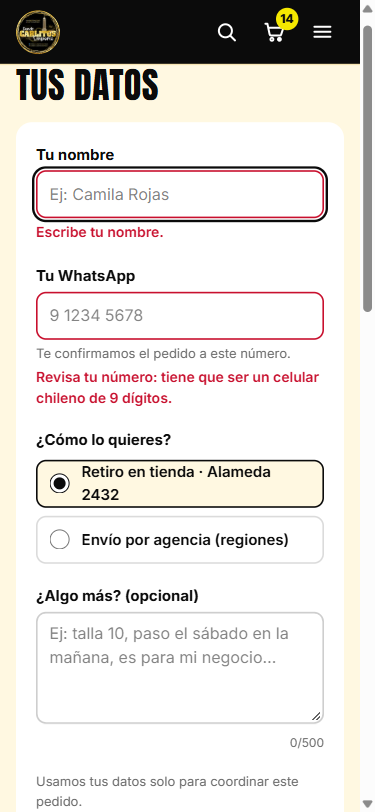 CARLITOS
14
TUS DATOS
Tu nombre
Ej: Camila Rojas
Escribe tu nombre.
Tu WhatsApp
9 1234 5678
Te confirmamos el pedido a este número.
Revisa tu número: tiene que ser un celular
chileno de 9 dígitos.
¿Cómo lo quieres?
Retiro en tienda · Alameda
2432
Envío por agencia (regiones)
¿Algo más? (opcional)
Ej: talla 10, paso el sábado en la
mañana, es para mi negocio...
0/500
Usamos tus datos solo para coordinar este
pedido.